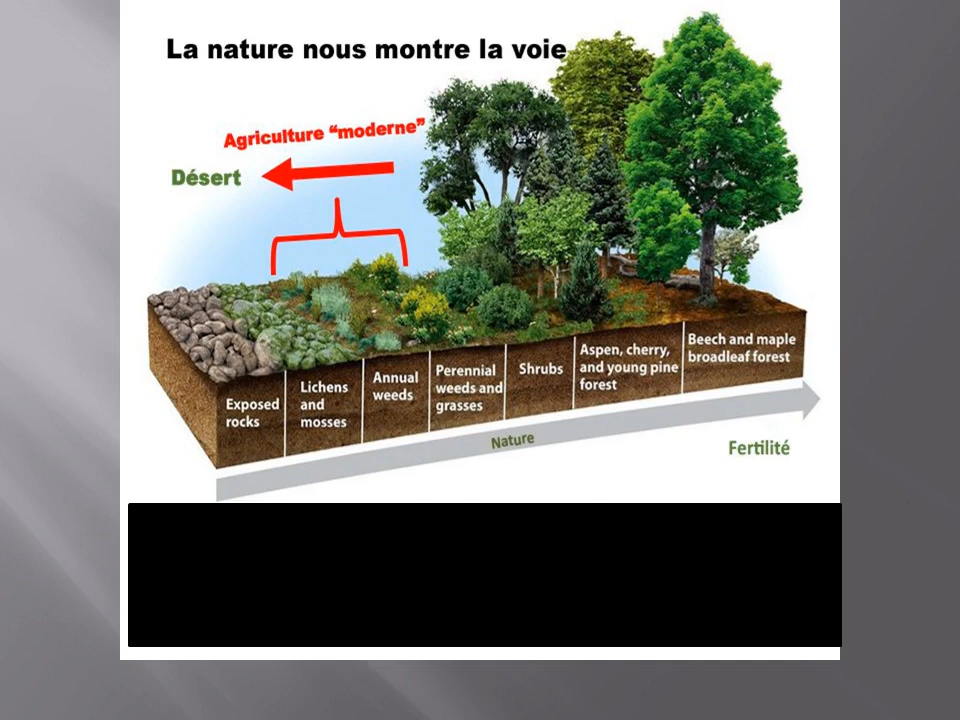 La nature nous montre la voie
Agriculture “moderne”
Désert
Exposed
rocks
Lichens
and
mosses
Annual
weeds
Perennial
weeds and
grasses
Shrubs
Aspen, cherry,
and young pine
forest
Beech and maple
broadleaf forest
Nature
Fertilité